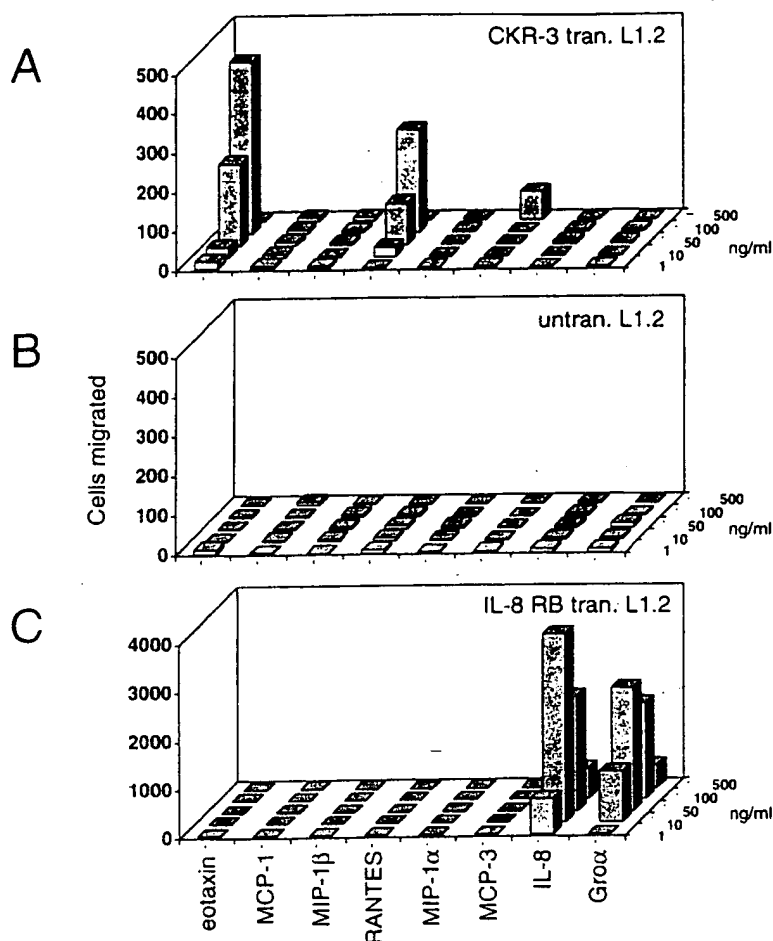 A
CKR-3 tran. L1.2
500
400
300
200
100
0
500
100
50
10
1
ng/ml
B
untran. L1.2
500
400
300
200
100
0
500
100
50
10
1
ng/ml
Cells migrated
C
IL-8 RB tran. L1.2
4000
3000
2000
1000
0
500
100
50
10
1
ng/ml
eotaxin
MCP-1
MIP-1β
RANTES
MIP-1α
MCP-3
IL-8
Groα